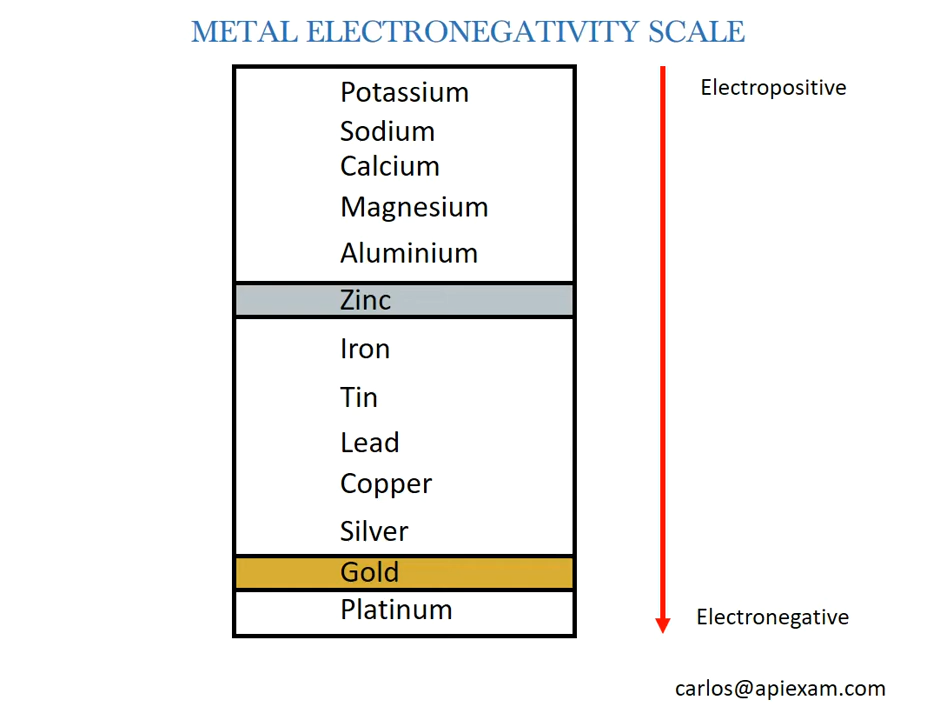 METAL ELECTRONEGATIVITY SCALE
Potassium
Electropositive
Sodium
Calcium
Magnesium
Aluminium
Zinc
Iron
Tin
Lead
Copper
Silver
Gold
Platinum
Electronegative
carlos@apiexam.com